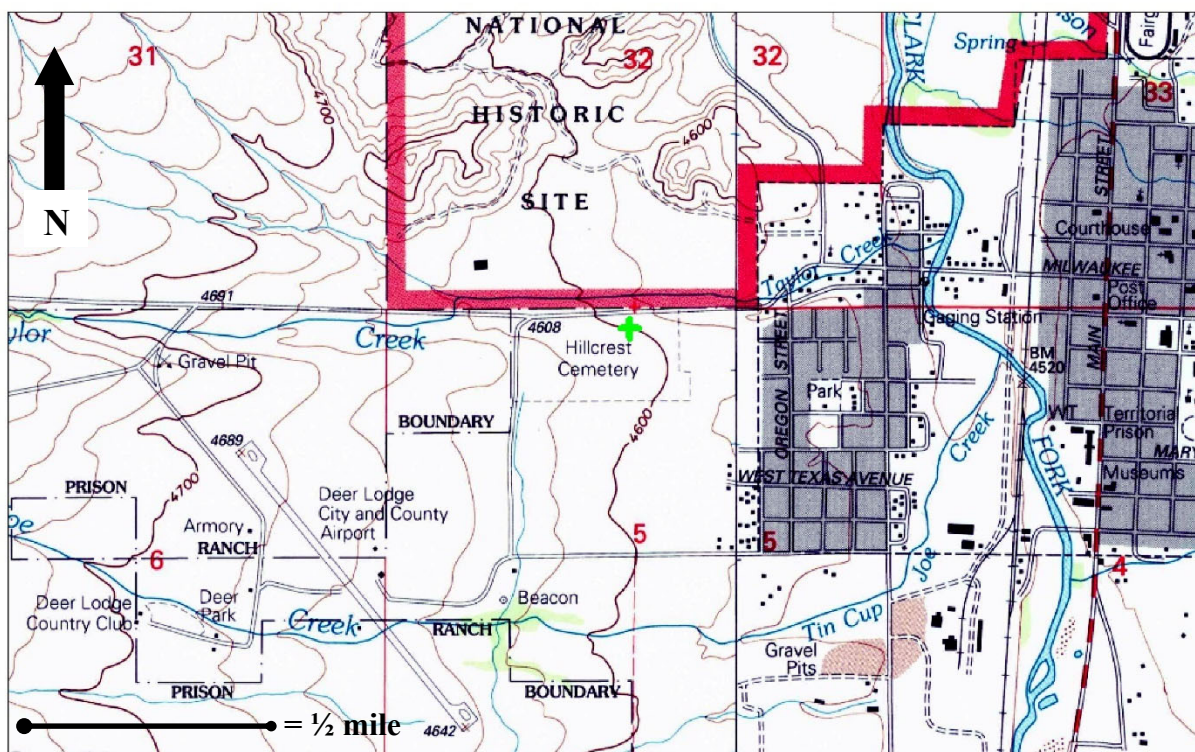 NATIONAL
HISTORIC
SITE
31
32
32
33
CLARK
Spring
4700
4600
N
STREET
Courthouse
MILWAUKEE
Post
Office
MAIN
Taylor Creek
Gaging Station
4691
4608
Creek
Gravel Pit
Hillcrest
Cemetery
OREGON STREET
Park
BM
4520
WT
Territorial
Prison
Museums
Creek
FORK
BOUNDARY
4689
4600
WEST TEXAS AVENUE
PRISON
4700
Deer Lodge
City and County
Airport
Armory
RANCH
6
5
5
4
Joe
Deer Lodge
Country Club
Deer
Park
Creek
Beacon
RANCH
Tin Cup
Gravel
Pits
PRISON
BOUNDARY
= ½ mile
4642